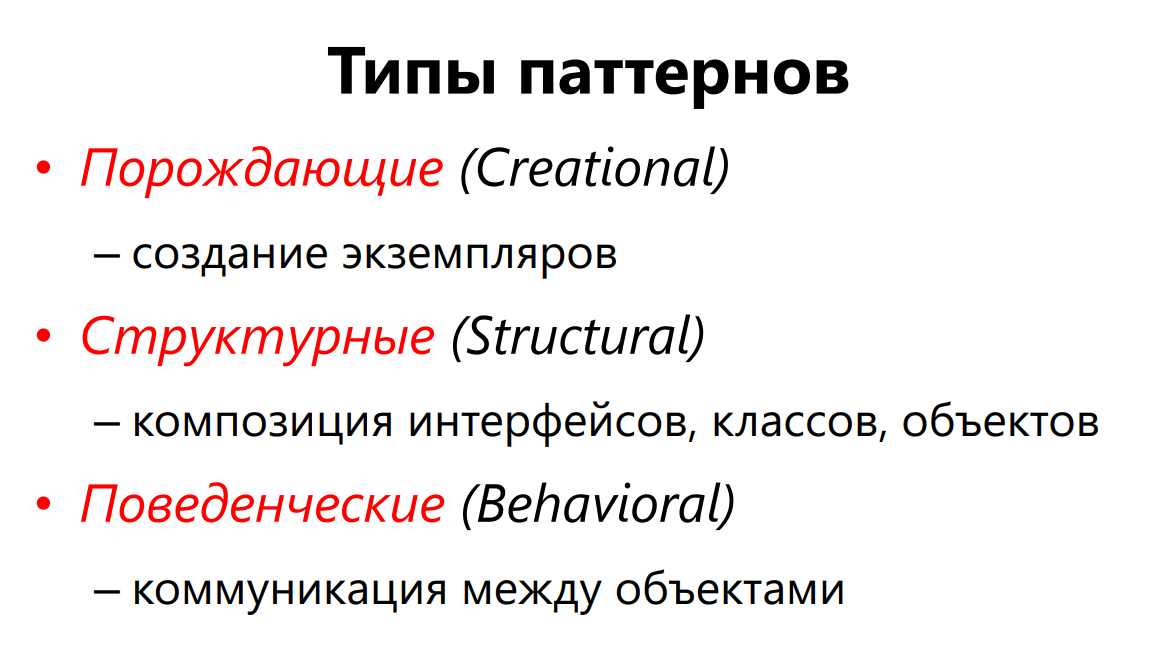 Типы паттернов
• Порождающие (Creational)
– создание экземпляров
• Структурные (Structural)
– композиция интерфейсов, классов, объектов
• Поведенческие (Behavioral)
– коммуникация между объектами